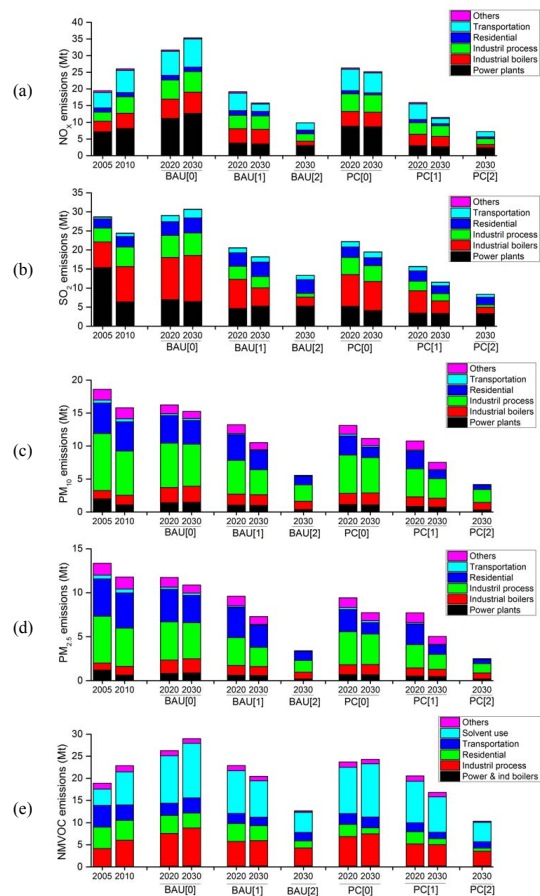 (a)
NOX emissions (Mt)
40
35
30
25
20
15
10
5
0
Others
Transportation
Residential
Industril process
Industrial boilers
Power plants
2005 2010 2020 2030 2020 2030 2030 2020 2030 2020 2030 2030
BAU[0] BAU[1] BAU[2] PC[0] PC[1] PC[2]
(b)
SO2 emissions (Mt)
35
30
25
20
15
10
5
0
Others
Transportation
Residential
Industril process
Industrial boilers
Power plants
2005 2010 2020 2030 2020 2030 2030 2020 2030 2020 2030 2030
BAU[0] BAU[1] BAU[2] PC[0] PC[1] PC[2]
(c)
PM10 emissions (Mt)
20
15
10
5
0
Others
Transportation
Residential
Industril process
Industrial boilers
Power plants
2005 2010 2020 2030 2020 2030 2030 2020 2030 2020 2030 2030
BAU[0] BAU[1] BAU[2] PC[0] PC[1] PC[2]
(d)
PM2.5 emissions (Mt)
15
10
5
0
Others
Transportation
Residential
Industril process
Industrial boilers
Power plants
2005 2010 2020 2030 2020 2030 2030 2020 2030 2020 2030 2030
BAU[0] BAU[1] BAU[2] PC[0] PC[1] PC[2]
(e)
NMVOC emissions (Mt)
30
25
20
15
10
5
0
Others
Solvent use
Transportation
Residential
Industril process
Power & ind boilers
2005 2010 2020 2030 2020 2030 2030 2020 2030 2020 2030 2030
BAU[0] BAU[1] BAU[2] PC[0] PC[1] PC[2]